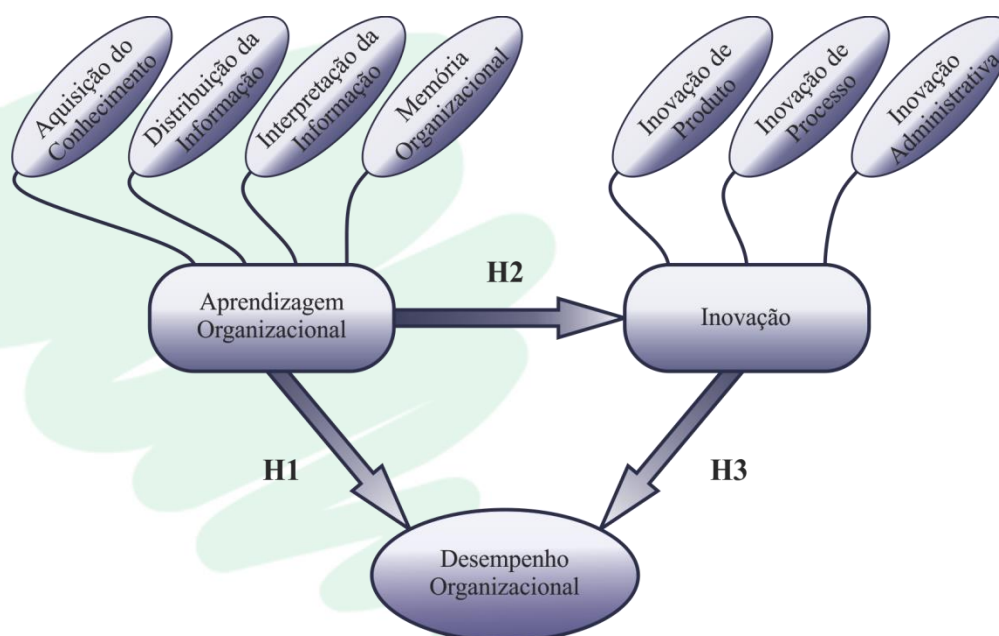 Aquisição do
Conhecimento
Distribuição da
Informação
Interpretação da
Informação
Memória
Organizacional
Inovação de
Produto
Inovação de
Processo
Inovação
Administrativa
Aprendizagem
Organizacional
H2
Inovação
H1
H3
Desempenho
Organizacional